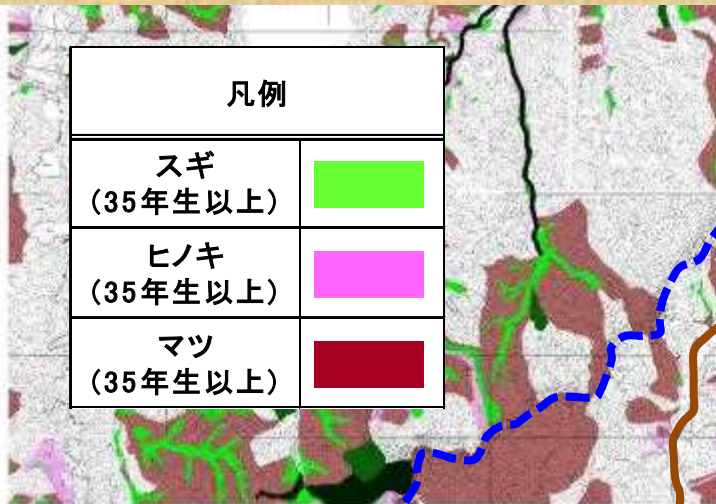 凡例
スギ
（35年生以上）
ヒノキ
（35年生以上）
マツ
（35年生以上）